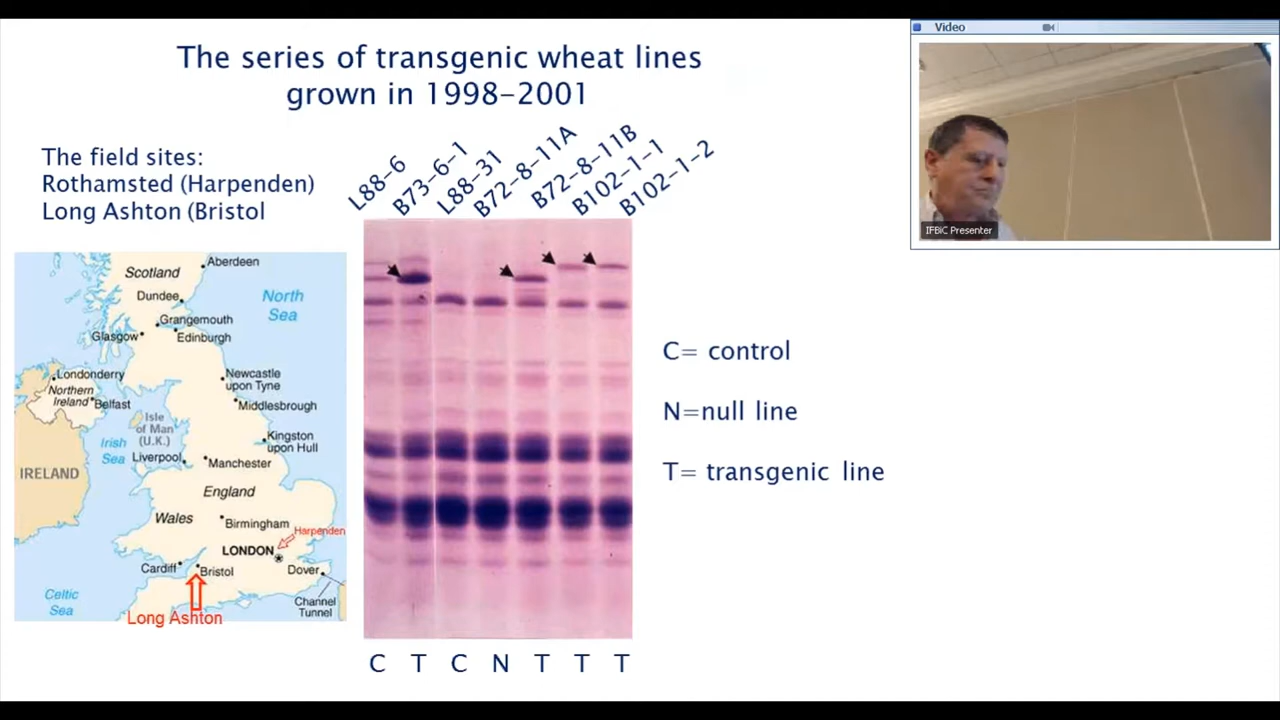 The series of transgenic wheat lines
grown in 1998-2001
The field sites:
Rothamsted (Harpenden)
Long Ashton (Bristol
L88-6
B73-6-1
L88-31
B72-8-11A
B72-8-11B
B102-1-1
B102-1-2
Scotland
Aberdeen
Dundee
North
Sea
Grangemouth
Glasgow
Edinburgh
Londonderry
Northern
Ireland
Belfast
Newcastle
upon Tyne
Middlesbrough
Isle
of Man
(U.K.)
Irish
Sea
Kingston
upon Hull
Liverpool
Manchester
IRELAND
England
Wales
Birmingham
Harpenden
LONDON
Cardiff
Bristol
Dover
Celtic
Sea
Channel
Tunnel
Long Ashton
C T C N T T T
C= control
N=null line
T= transgenic line
Video
IFBiC Presenter